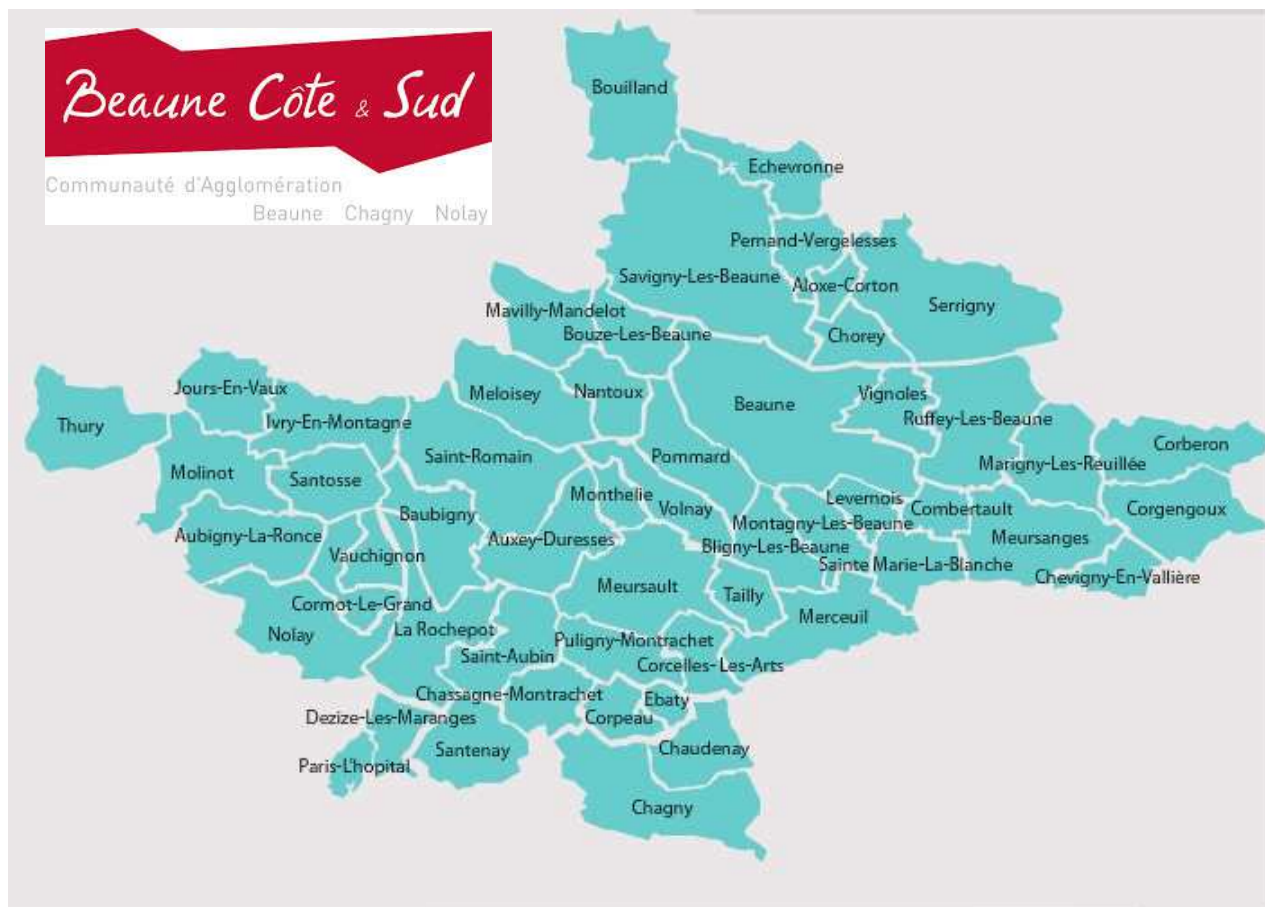 Beaune Côte & Sud
Communauté d'Agglomération
Beaune Chagny Nolay
Bouilland
Echevronne
Pernand-Vergelesses
Savigny-Les-Beaune
Aloxe-Corton
Serrigny
Mavilly-Mandelot
Bouze-Les-Beaune
Chorey
Jours-En-Vaux
Meloisey
Nantoux
Beaune
Vignoles
Thury
Ivry-En-Montagne
Ruffey-Les-Beaune
Corberon
Saint-Romain
Pommard
Marigny-Les-Reuillée
Molinot
Santosse
Monthelie
Levernois
Baubigny
Volnay
Combertault
Corgengoux
Montagny-Les-Beaune
Aubigny-La-Ronce
Auxey-Duresses
Meursanges
Vauchignon
Bligny-Les-Beaune
Sainte Marie-La-Blanche
Chevigny-En-Vallière
Meursault
Tailly
Cormot-Le-Grand
Merceuil
Nolay
La Rochepot
Puligny-Montrachet
Saint-Aubin
Corcelles-Les-Arts
Chassagne-Montrachet
Ebaty
Dezize-Les-Maranges
Corpeau
Santenay
Chaudenay
Paris-L'hopital
Chagny